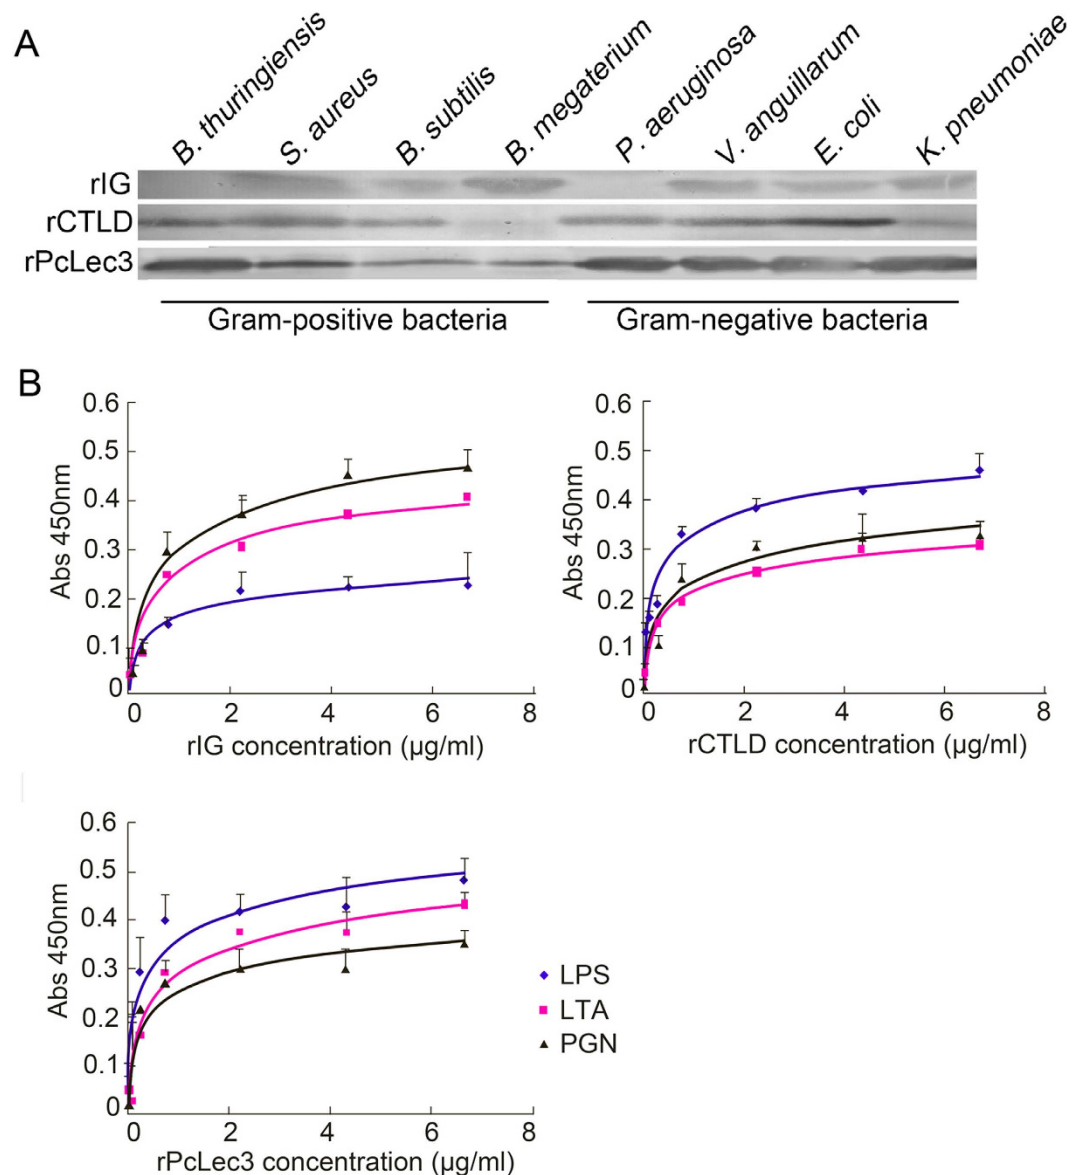 A
B. thuringiensis
S. aureus
B. subtilis
B. megaterium
P. aeruginosa
V. anguillarum
E. coli
K. pneumoniae
rIG
rCTLD
rPcLec3
Gram-positive bacteria
Gram-negative bacteria
B
0.6
0.5
0.4
0.3
0.2
0.1
0
Abs 450nm
0 2 4 6 8
rIG concentration (µg/ml)
0.6
0.5
0.4
0.3
0.2
0.1
0
Abs 450nm
0 2 4 6 8
rCTLD concentration (µg/ml)
0.6
0.5
0.4
0.3
0.2
0.1
0
Abs 450nm
0 2 4 6 8
rPcLec3 concentration (µg/ml)
LPS
LTA
PGN